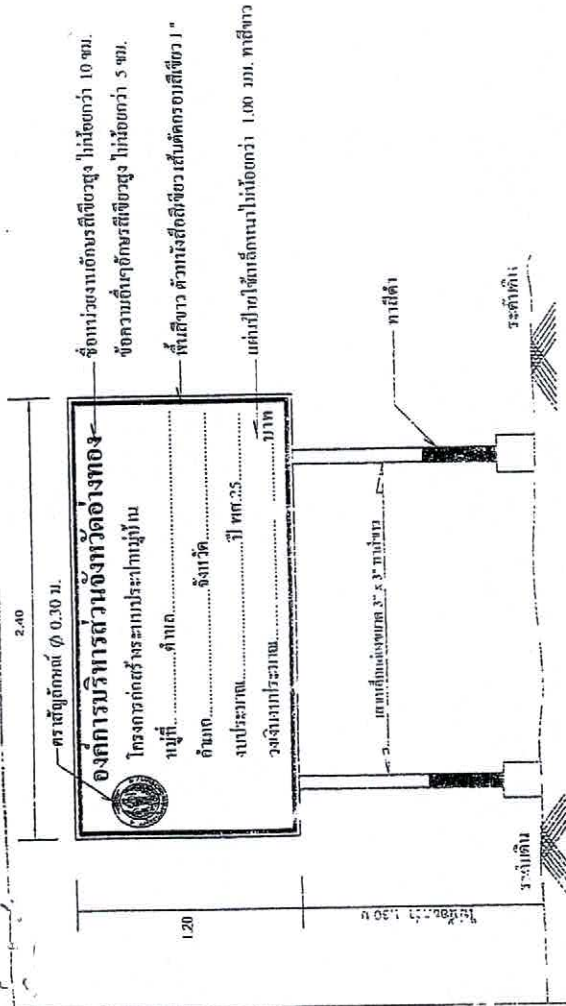 2.40
ตราสัญลักษณ์ Ø 0.30 ม.
องค์การบริหารส่วนจังหวัดอ่างทอง
โครงการก่อสร้างระบบประปาหมู่บ้าน
หมู่ที่............ตำบล............
อำเภอ............จังหวัด............
งบประมาณ............ปี พ.ศ.25............
วงเงินงบประมาณ........................บาท
ชื่อหน่วยงานอักษรสีเขียวสูง ไม่น้อยกว่า 10 ซม.
ข้อความอื่นๆอักษรสีเขียวสูง ไม่น้อยกว่า 5 ซม.
พื้นสีขาว ตัวหนังสือสีเขียว เส้นตัดกรอบสีเขียว 1"
แผ่นป้ายใช้เหล็กหนาไม่น้อยกว่า 1.00 มม. ทาสีขาว
1.20
ไม่น้อยกว่า 1.50 ม
ขนาด 3" x 3" ทาสีขาว
ทาสีดำ
ระดับดิน
ระดับดิน